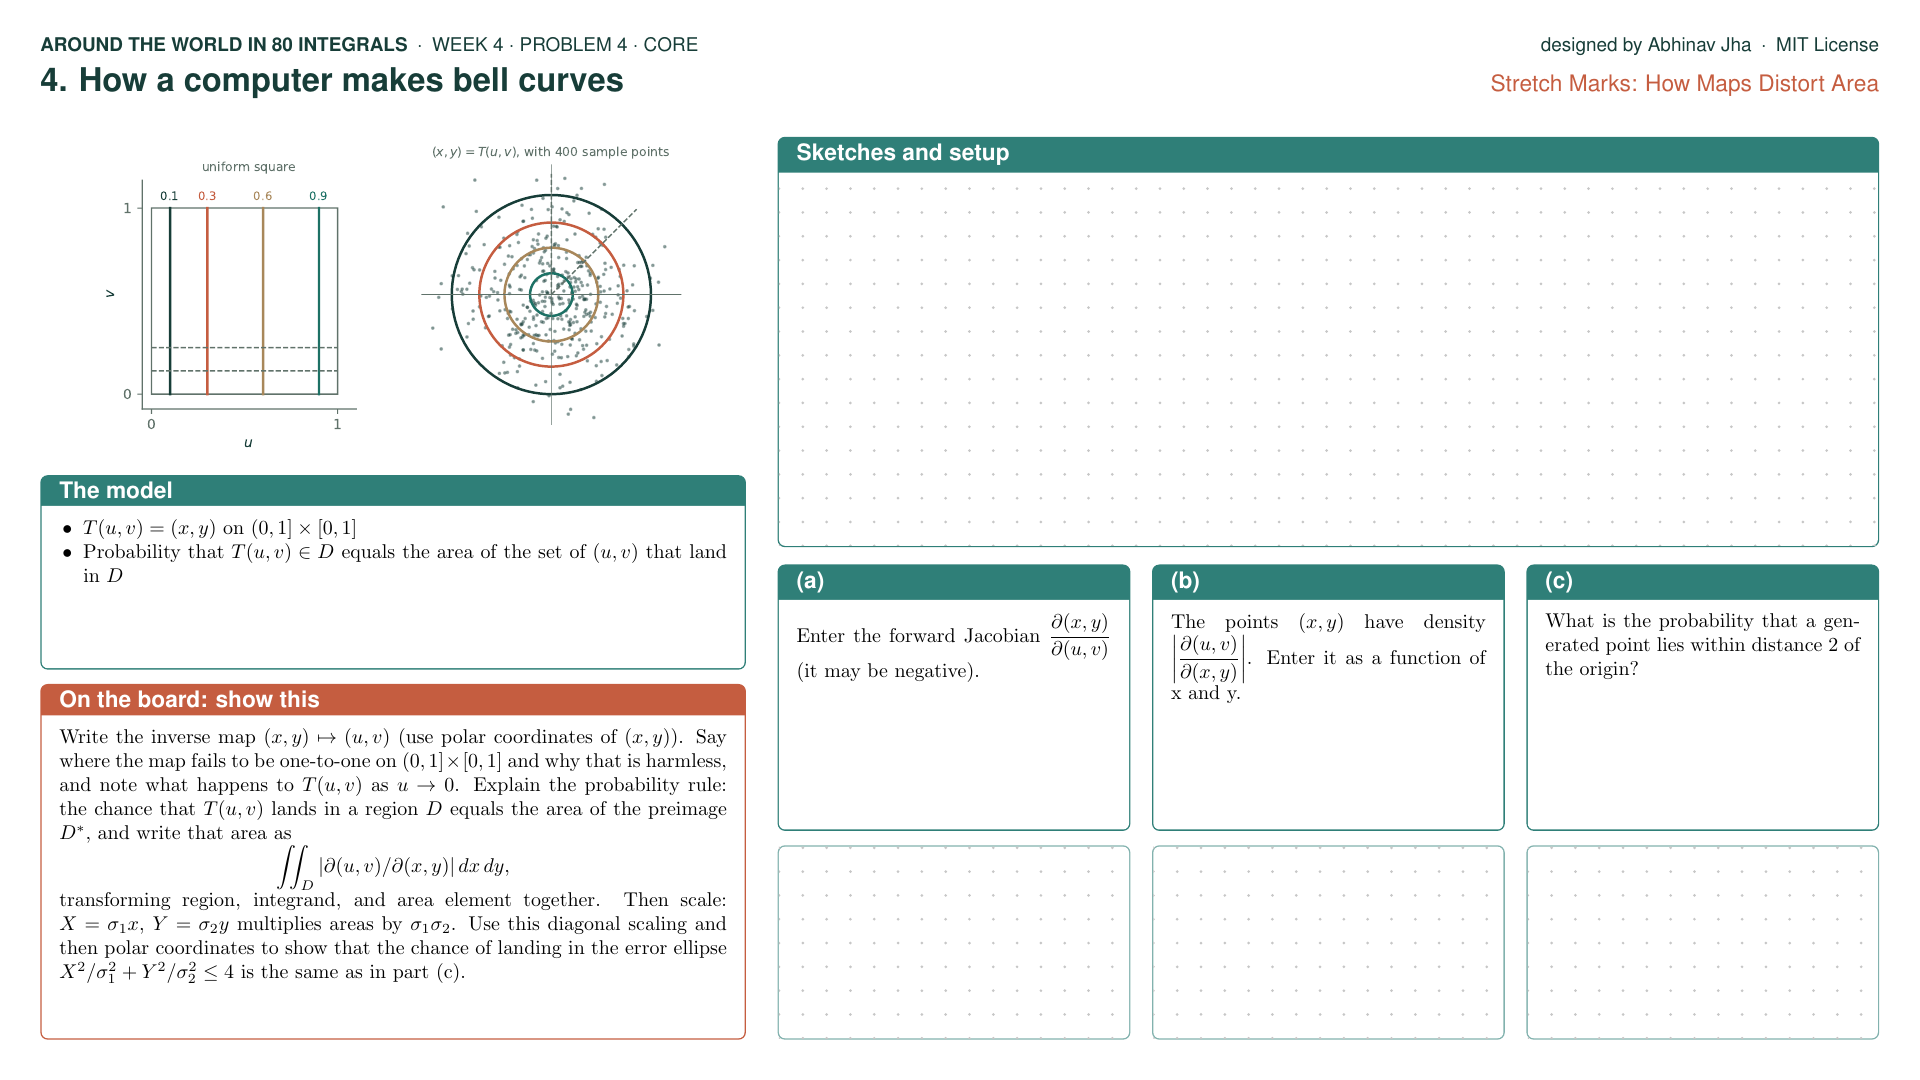 AROUND THE WORLD IN 80 INTEGRALS · WEEK 4 · PROBLEM 4 · CORE
designed by Abhinav Jha · MIT License
4. How a computer makes bell curves
Stretch Marks: How Maps Distort Area
uniform square
0.1 0.3 0.6 0.9
1
v
0
0 1
u
(x, y) = T(u, v), with 400 sample points
The model
• T(u, v) = (x, y) on (0, 1] × [0, 1]
• Probability that T(u, v) ∈ D equals the area of the set of (u, v) that land
in D
On the board: show this
Write the inverse map (x, y) ↦ (u, v) (use polar coordinates of (x, y)). Say
where the map fails to be one-to-one on (0, 1]×[0, 1] and why that is harmless,
and note what happens to T(u, v) as u → 0. Explain the probability rule:
the chance that T(u, v) lands in a region D equals the area of the preimage
D*, and write that area as
∬_D |∂(u, v)/∂(x, y)| dx dy,
transforming region, integrand, and area element together. Then scale:
X = σ₁x, Y = σ₂y multiplies areas by σ₁σ₂. Use this diagonal scaling and
then polar coordinates to show that the chance of landing in the error ellipse
X²/σ₁² + Y²/σ₂² ≤ 4 is the same as in part (c).
Sketches and setup
(a)
Enter the forward Jacobian ∂(x, y)/∂(u, v)
(it may be negative).
(b)
The points (x, y) have density
|∂(u, v)/∂(x, y)|. Enter it as a function of
x and y.
(c)
What is the probability that a gen-
erated point lies within distance 2 of
the origin?